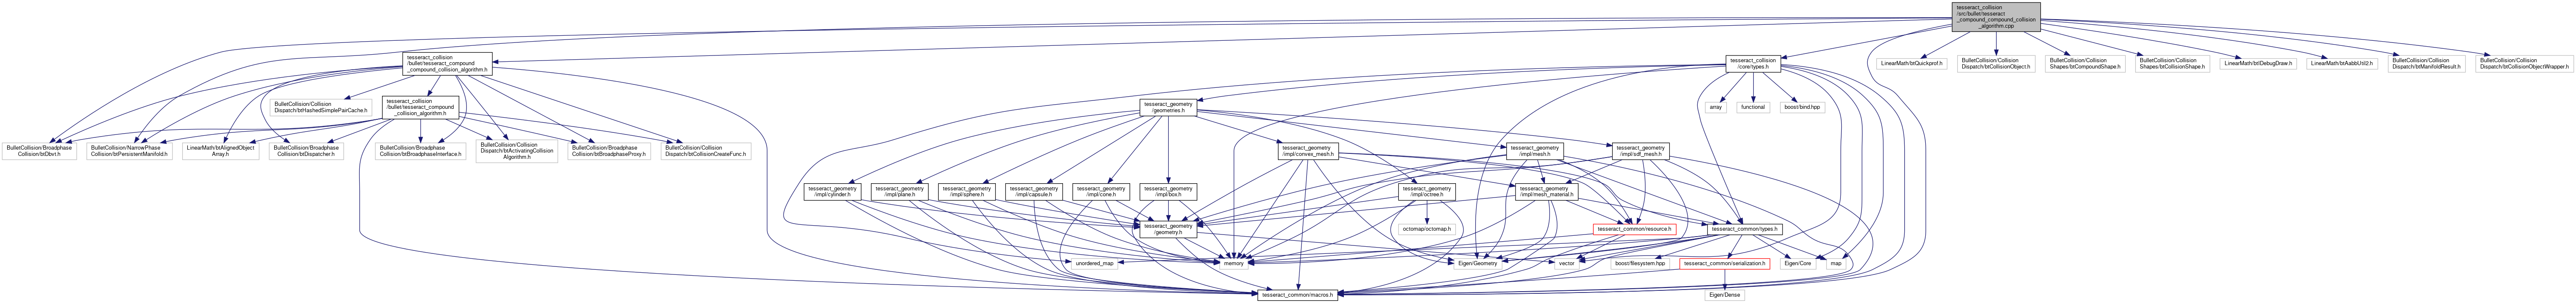 tesseract_collision
/src/bullet/tesseract
_compound_compound_collision
_algorithm.cpp
tesseract_collision
/bullet/tesseract_compound
_compound_collision_algorithm.h
tesseract_collision
/core/types.h
LinearMath/btQuickprof.h
BulletCollision/Collision
Dispatch/btCollisionObject.h
BulletCollision/Collision
Shapes/btCompoundShape.h
BulletCollision/Collision
Shapes/btCollisionShape.h
LinearMath/btIDebugDraw.h
LinearMath/btAabbUtil2.h
BulletCollision/Collision
Dispatch/btManifoldResult.h
BulletCollision/Collision
Dispatch/btCollisionObjectWrapper.h
BulletCollision/Collision
Dispatch/btHashedSimplePairCache.h
tesseract_collision
/bullet/tesseract_compound
_collision_algorithm.h
tesseract_geometry
/geometries.h
array
functional
boost/bind.hpp
BulletCollision/Broadphase
Collision/btDbvt.h
BulletCollision/NarrowPhase
Collision/btPersistentManifold.h
LinearMath/btAlignedObject
Array.h
BulletCollision/Broadphase
Collision/btDispatcher.h
BulletCollision/Broadphase
Collision/btBroadphaseInterface.h
BulletCollision/Collision
Dispatch/btActivatingCollision
Algorithm.h
BulletCollision/Broadphase
Collision/btBroadphaseProxy.h
BulletCollision/Collision
Dispatch/btCollisionCreateFunc.h
tesseract_geometry
/impl/convex_mesh.h
tesseract_geometry
/impl/mesh.h
tesseract_geometry
/impl/sdf_mesh.h
tesseract_geometry
/impl/cylinder.h
tesseract_geometry
/impl/plane.h
tesseract_geometry
/impl/sphere.h
tesseract_geometry
/impl/capsule.h
tesseract_geometry
/impl/cone.h
tesseract_geometry
/impl/box.h
tesseract_geometry
/impl/octree.h
tesseract_geometry
/impl/mesh_material.h
tesseract_geometry
/geometry.h
octomap/octomap.h
tesseract_common/resource.h
tesseract_common/types.h
unordered_map
memory
Eigen/Geometry
vector
boost/filesystem.hpp
tesseract_common/serialization.h
Eigen/Core
map
tesseract_common/macros.h
Eigen/Dense